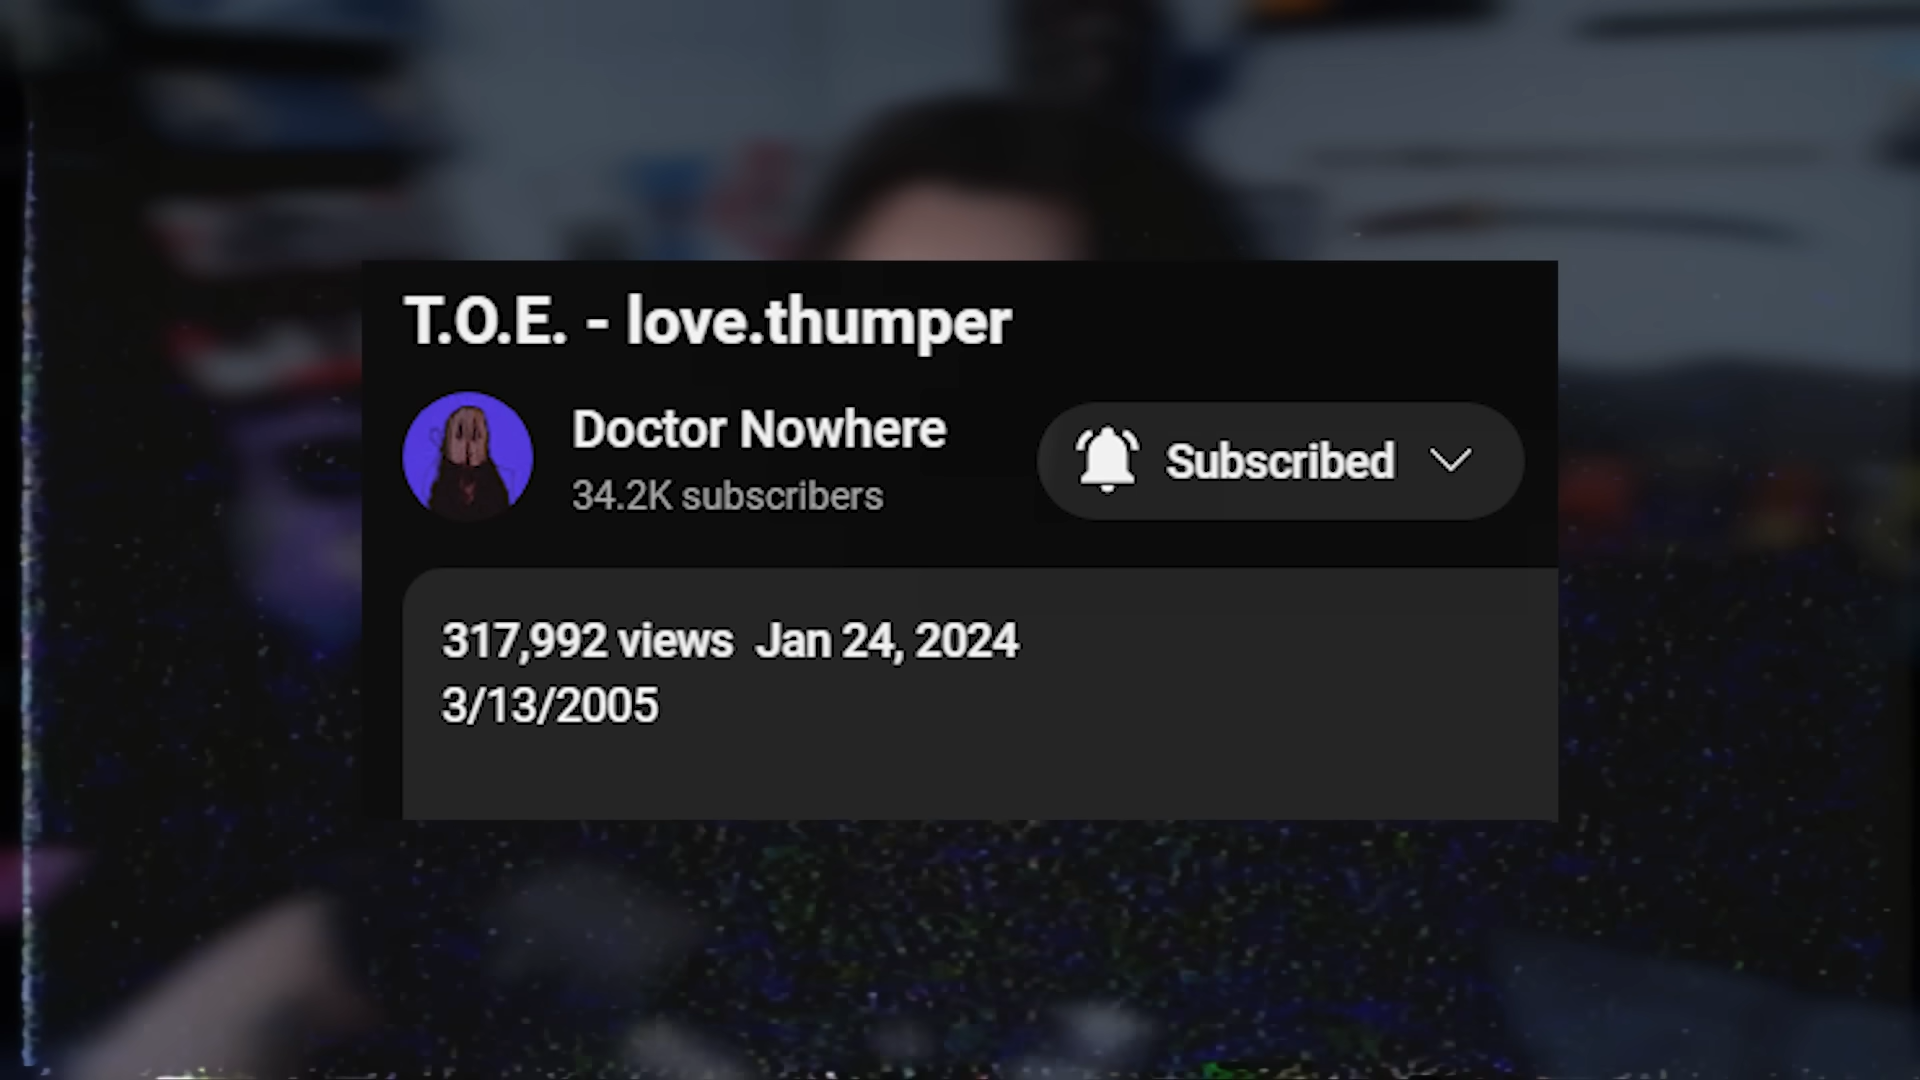 T.O.E. - love.thumper
Doctor Nowhere
34.2K subscribers
Subscribed
317,992 views Jan 24, 2024
3/13/2005